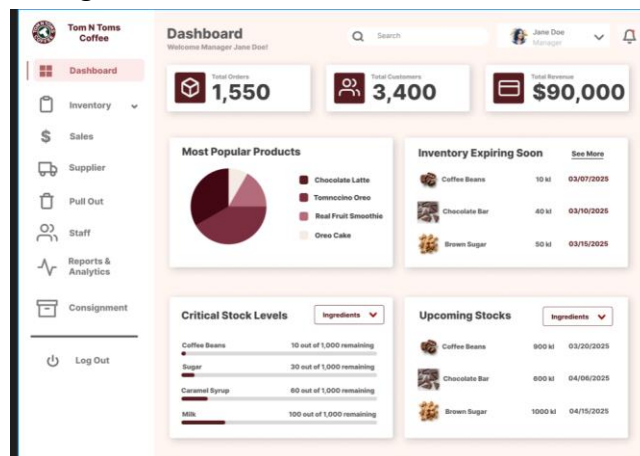 Tom N Toms
Coffee
Dashboard
Inventory
Sales
Supplier
Pull Out
Staff
Reports &
Analytics
Consignment
Log Out
Dashboard
Welcome Manager Jane Doe!
Search
Jane Doe
Manager
Total Orders
1,550
Total Customers
3,400
Total Revenue
$90,000
Most Popular Products
Chocolate Latte
Tomnccino Oreo
Real Fruit Smoothie
Oreo Cake
Inventory Expiring Soon See More
Coffee Beans 10 kl 03/07/2025
Chocolate Bar 40 kl 03/10/2025
Brown Sugar 50 kl 03/15/2025
Critical Stock Levels Ingredients
Coffee Beans 10 out of 1,000 remaining
Sugar 30 out of 1,000 remaining
Caramel Syrup 60 out of 1,000 remaining
Milk 100 out of 1,000 remaining
Upcoming Stocks Ingredients
Coffee Beans 900 kl 03/20/2025
Chocolate Bar 600 kl 04/06/2025
Brown Sugar 1000 kl 04/15/2025